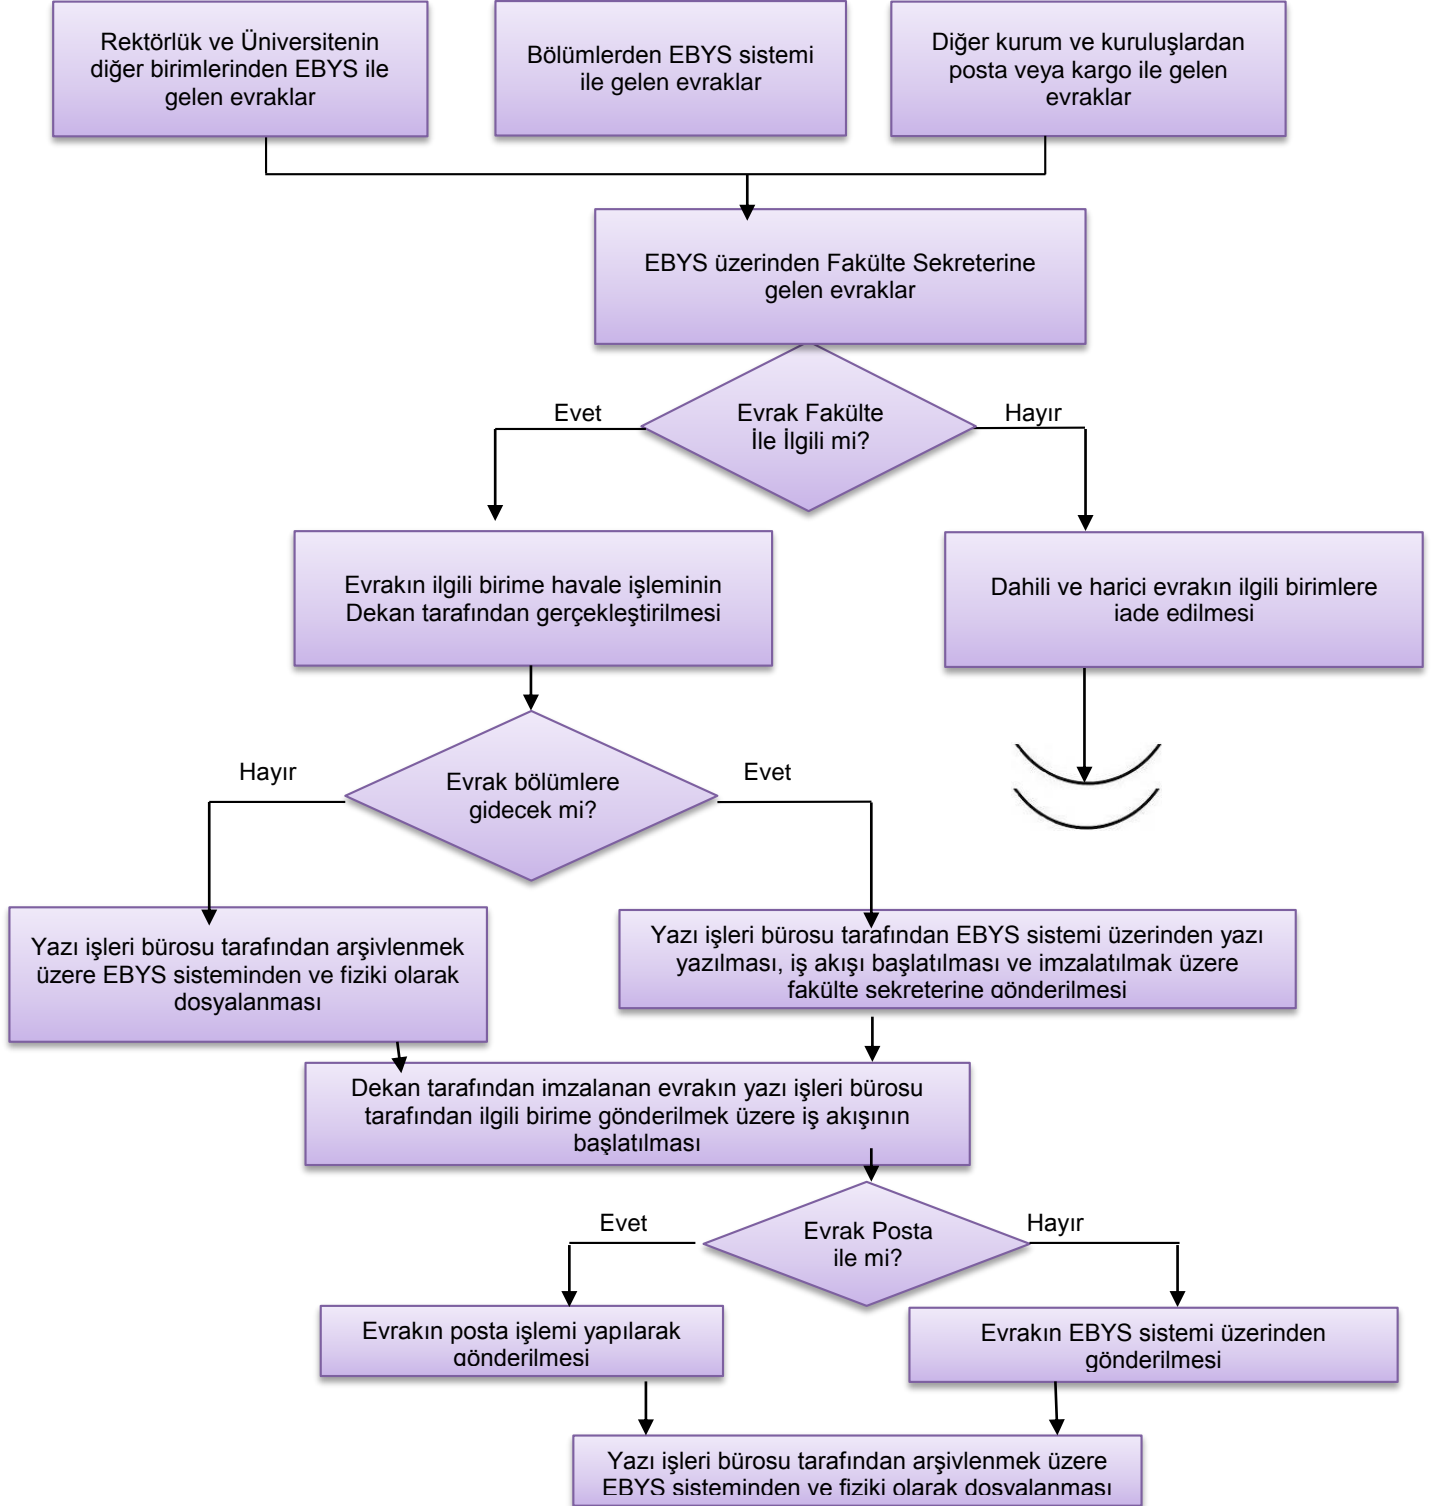 Rektörlük ve Üniversitenin
diğer birimlerinden EBYS ile
gelen evraklar
Bölümlerden EBYS sistemi
ile gelen evraklar
Diğer kurum ve kuruluşlardan
posta veya kargo ile gelen
evraklar
EBYS üzerinden Fakülte Sekreterine
gelen evraklar
Evet
Evrak Fakülte
İle İlgili mi?
Hayır
Evrakın ilgili birime havale işleminin
Dekan tarafından gerçekleştirilmesi
Dahili ve harici evrakın ilgili birimlere
iade edilmesi
Hayır
Evrak bölümlere
gidecek mi?
Evet
Yazı işleri bürosu tarafından arşivlenmek
üzere EBYS sisteminden ve fiziki olarak
dosyalanması
Yazı işleri bürosu tarafından EBYS sistemi üzerinden yazı
yazılması, iş akışı başlatılması ve imzalatılmak üzere
fakülte sekreterine gönderilmesi
Dekan tarafından imzalanan evrakın yazı işleri bürosu
tarafından ilgili birime gönderilmek üzere iş akışının
başlatılması
Evet
Evrak Posta
ile mi?
Hayır
Evrakın posta işlemi yapılarak
gönderilmesi
Evrakın EBYS sistemi üzerinden
gönderilmesi
Yazı işleri bürosu tarafından arşivlenmek üzere
EBYS sisteminden ve fiziki olarak dosyalanması